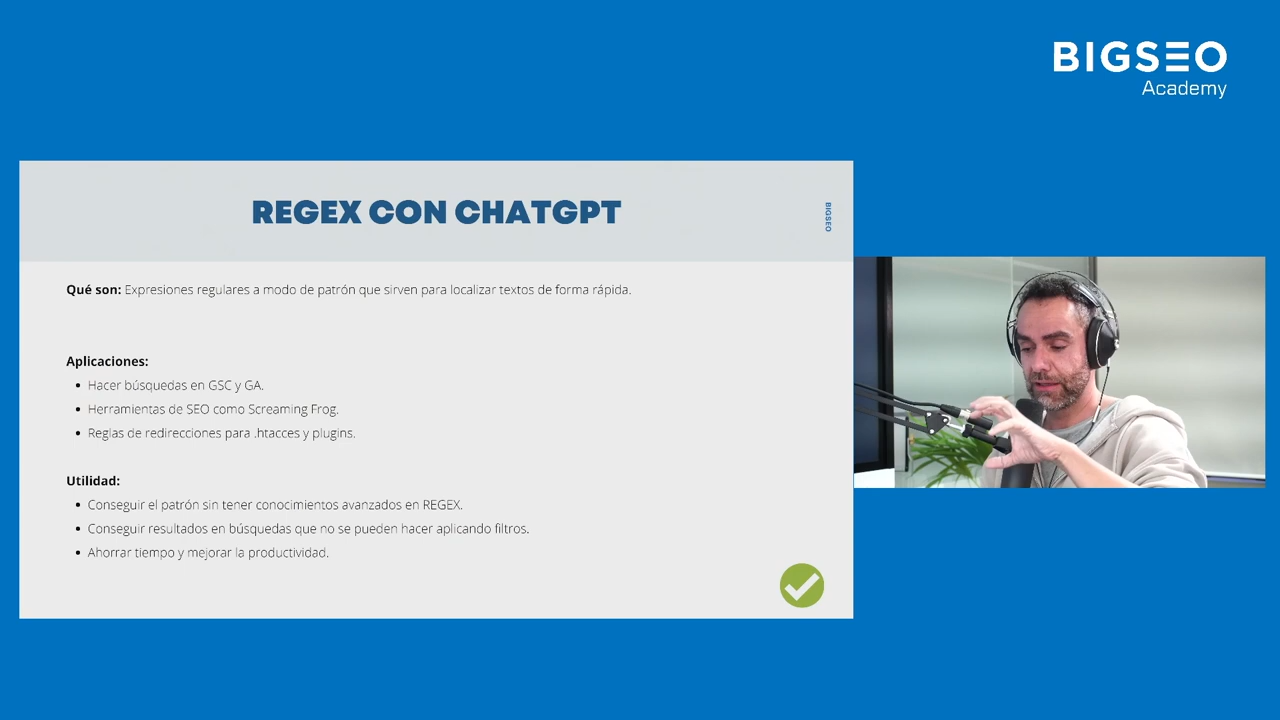 BIGSEO
Academy
REGEX CON CHATGPT
BIGSEO
Qué son: Expresiones regulares a modo de patrón que sirven para localizar textos de forma rápida.
Aplicaciones:
• Hacer búsquedas en GSC y GA.
• Herramientas de SEO como Screaming Frog.
• Reglas de redirecciones para .htacces y plugins.
Utilidad:
• Conseguir el patrón sin tener conocimientos avanzados en REGEX.
• Conseguir resultados en búsquedas que no se pueden hacer aplicando filtros.
• Ahorrar tiempo y mejorar la productividad.